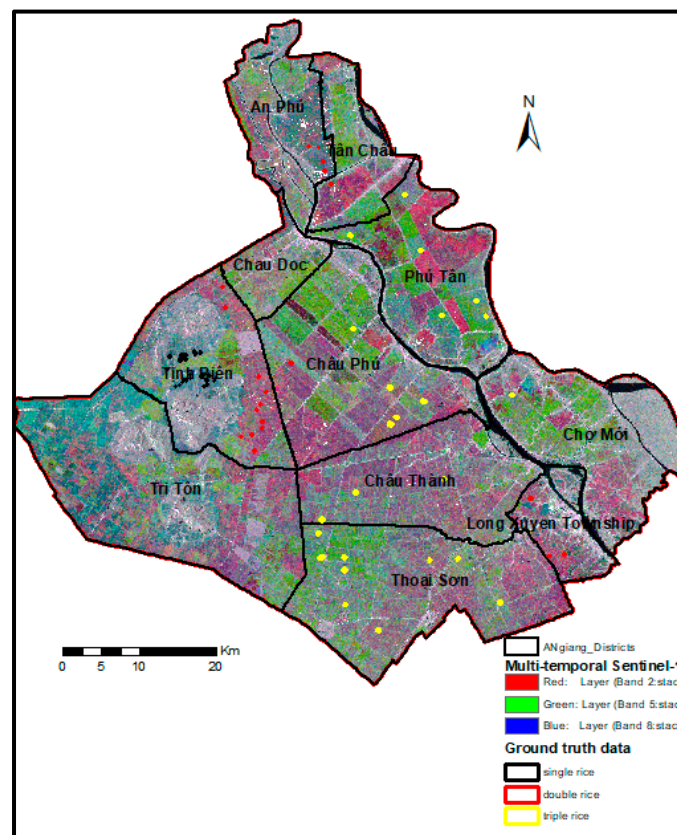 An Phú
N
Tân Châu
Chau Doc
Phú Tân
Tịnh Biên
Châu Phú
Chợ Mới
Tri Tôn
Châu Thành
Long Xuyen Township
Thoại Sơn
Km
0 5 10 20
ANgiang_Districts
Multi-temporal Sentinel-
Red: Layer (Band 2:stac
Green: Layer (Band 5:stac
Blue: Layer (Band 8:stac
Ground truth data
single rice
double rice
triple rice